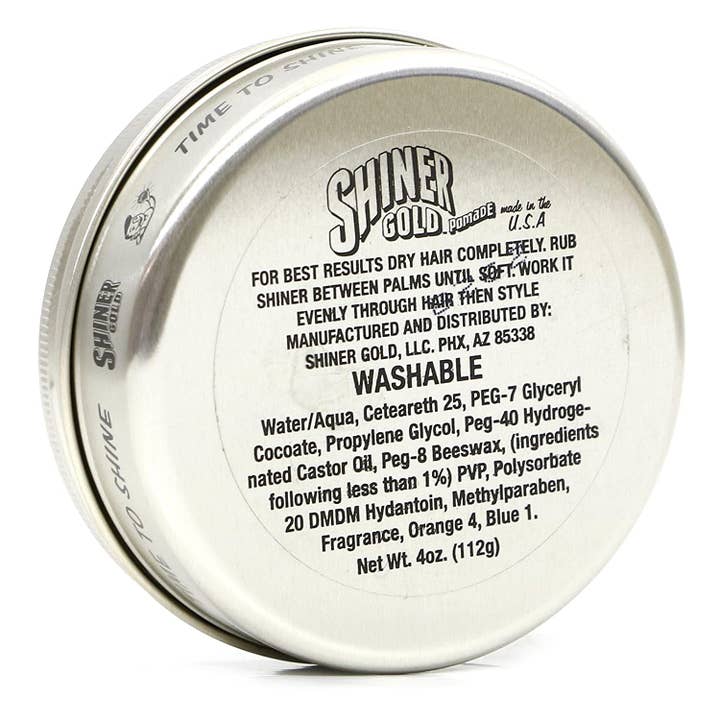 TIME TO SHINE
SHINER
GOLD
TIME TO SHINE
SHINER
GOLD POMADE made in the
U.S.A
FOR BEST RESULTS DRY HAIR COMPLETELY. RUB
SHINER BETWEEN PALMS UNTIL SOFT. WORK IT
EVENLY THROUGH HAIR THEN STYLE
MANUFACTURED AND DISTRIBUTED BY:
SHINER GOLD, LLC. PHX, AZ 85338
WASHABLE
Water/Aqua, Ceteareth 25, PEG-7 Glyceryl
Cocoate, Propylene Glycol, Peg-40 Hydroge-
nated Castor Oil, Peg-8 Beeswax, (ingredients
following less than 1%) PVP, Polysorbate
20 DMDM Hydantoin, Methylparaben,
Fragrance, Orange 4, Blue 1.
Net Wt. 4oz. (112g)